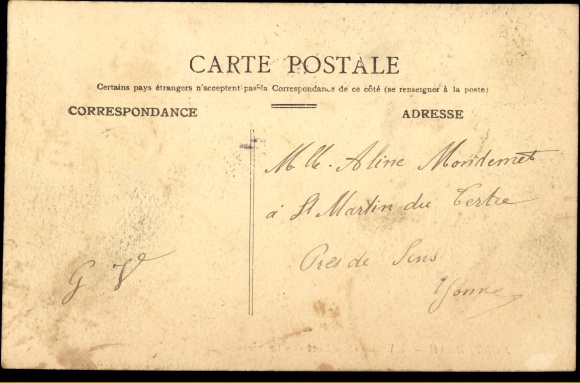 CARTE POSTALE
Certains pays étrangers n'acceptent pas la Correspondance de ce côté (se renseigner à la poste)
CORRESPONDANCE
ADRESSE
Mlle. Aline Mondemet
à St Martin du Tertre
Près de Sens
Yonne
G Ve